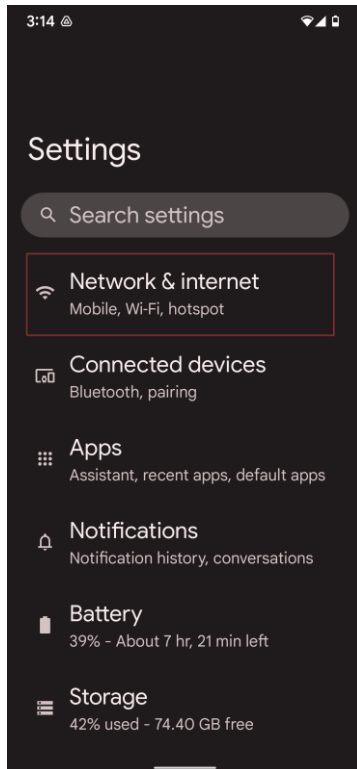 3:14
Settings
Search settings
Network & internet
Mobile, Wi-Fi, hotspot
Connected devices
Bluetooth, pairing
Apps
Assistant, recent apps, default apps
Notifications
Notification history, conversations
Battery
39% - About 7 hr, 21 min left
Storage
42% used - 74.40 GB free